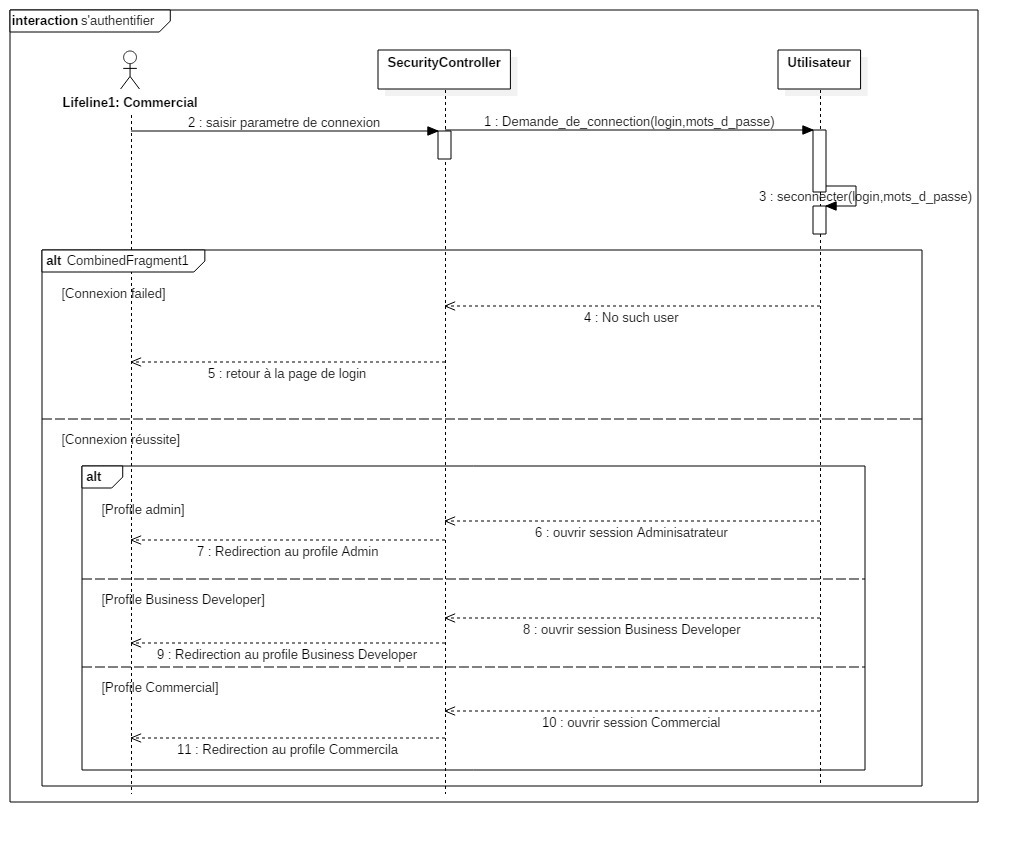 interaction s'authentifier
SecurityController
Utilisateur
Lifeline1: Commercial
2 : saisir parametre de connexion
1 : Demande_de_connection(login,mots_d_passe)
3 : seconnecter(login,mots_d_passe)
alt CombinedFragment1
[Connexion failed]
4 : No such user
5 : retour à la page de login
[Connexion réussite]
alt
[Profile admin]
6 : ouvrir session Adminisatrateur
7 : Redirection au profile Admin
[Profile Business Developer]
8 : ouvrir session Business Developer
9 : Redirection au profile Business Developer
[Profile Commercial]
10 : ouvrir session Commercial
11 : Redirection au profile Commercila